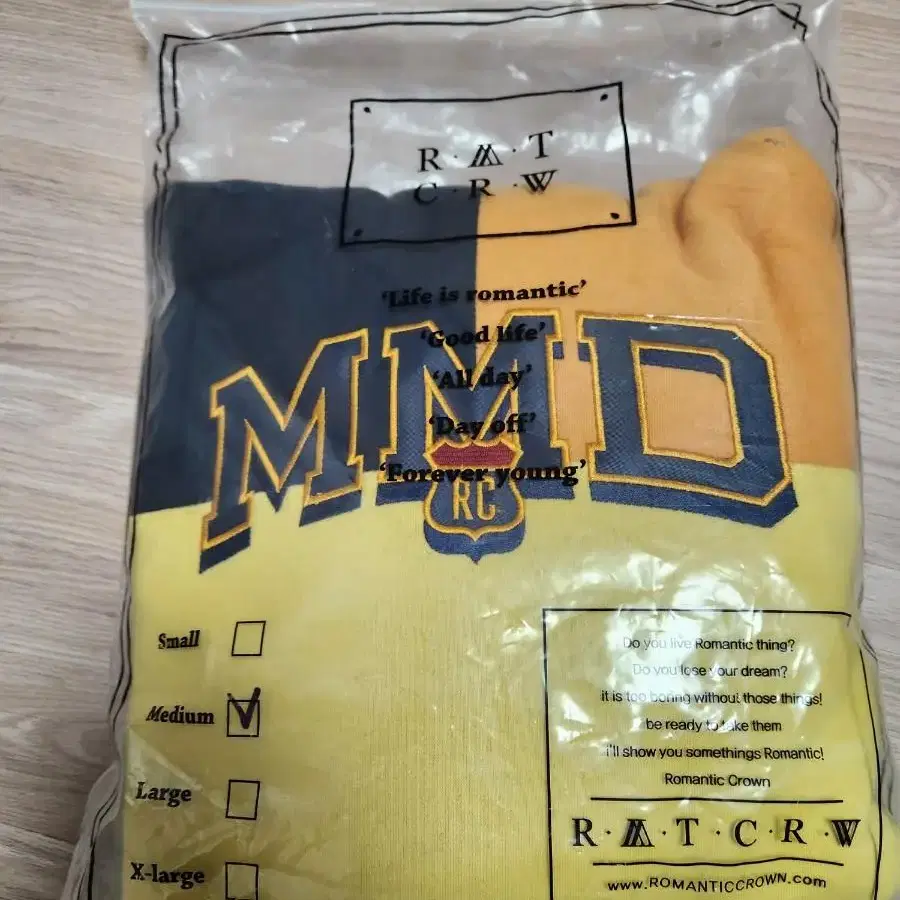 R·M·T
C·R·W
‘Life is romantic’
‘Good life’
‘All day’
‘Day off’
‘Forever young’
MMD
RC
Small
Medium
Large
X-large
Do you live Romantic thing?
Do you lose your dream?
it is too boring without those things!
be ready to take them
i'll show you somethings Romantic!
Romantic Crown
R·M·T·C·R·W
www.ROMANTICCROWN.com